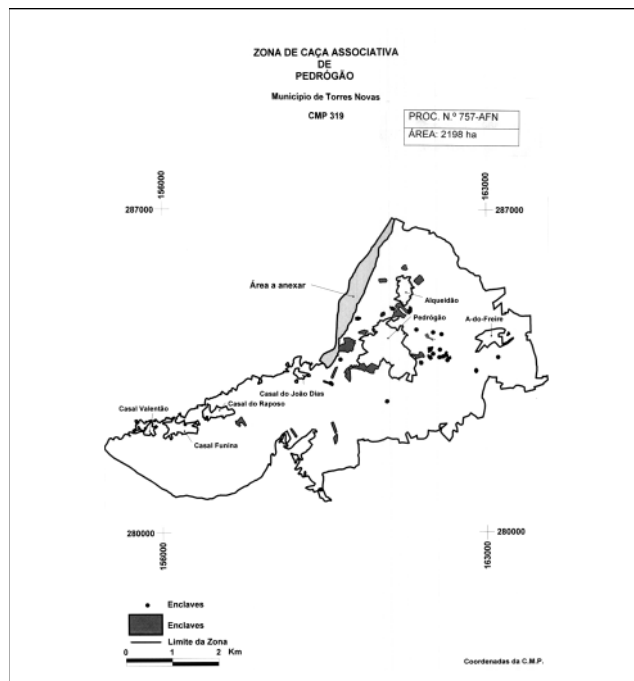 ZONA DE CAÇA ASSOCIATIVA
DE
PEDRÓGÃO
Município de Torres Novas
CMP 319
PROC. N.º 757-AFN
ÁREA: 2198 ha
156000
163000
287000
287000
Área a anexar
Alqueidão
Pedrógão
A-do-Freire
Casal do João Dias
Casal do Raposo
Casal Valentão
Casal Funina
280000
280000
156000
163000
Enclaves
Enclaves
Limite da Zona
0 1 2 Km
Coordenadas da C.M.P.